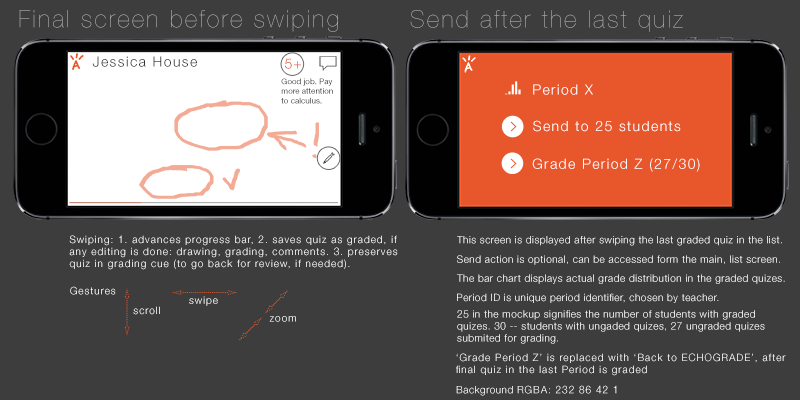 Final screen before swiping
Jessica House
5+
Good job. Pay
more attention
to calculus.
Swiping: 1. advances progress bar, 2. saves quiz as graded, if
any editing is done: drawing, grading, comments. 3. preserves
quiz in grading cue (to go back for review, if needed).
Gestures
scroll
swipe
zoom
Send after the last quiz
Period X
Send to 25 students
Grade Period Z (27/30)
This screen is displayed after swiping the last graded quiz in the list.
Send action is optional, can be accessed form the main, list screen.
The bar chart displays actual grade distribution in the graded quizes.
Period ID is unique period identifier, chosen by teacher.
25 in the mockup signifies the number of students with graded
quizes. 30 -- students with ungaded quizes, 27 ungraded quizes
submited for grading.
‘Grade Period Z’ is replaced with ‘Back to ECHOGRADE’, after
final quiz in the last Period is graded
Background RGBA: 232 86 42 1